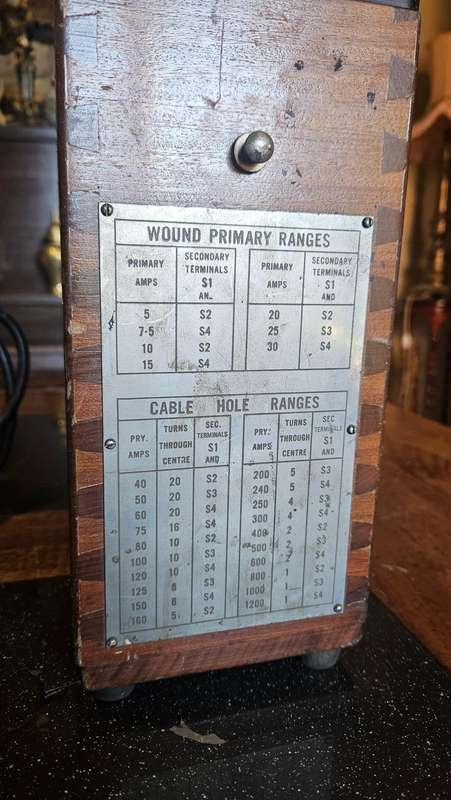 WOUND PRIMARY RANGES
PRIMARY AMPS SECONDARY TERMINALS S1 AND PRIMARY AMPS SECONDARY TERMINALS S1 AND
5 S2 20 S2
7·5 S4 25 S3
10 S2 30 S4
15 S4
CABLE HOLE RANGES
PRY. AMPS TURNS THROUGH CENTRE SEC. TERMINALS S1 AND PRY. AMPS TURNS THROUGH CENTRE SEC TERMINALS S1 AND
40 20 S2 200 5 S3
50 20 S3 240 5 S4
60 20 S4 250 4 S3
75 16 S4 300 4 S4
80 10 S2 400 2 S2
100 10 S3 500 2 S3
120 10 S4 600 2 S4
125 8 S3 800 1 S2
150 8 S4 1000 1 S3
160 5 S2 1200 1 S4